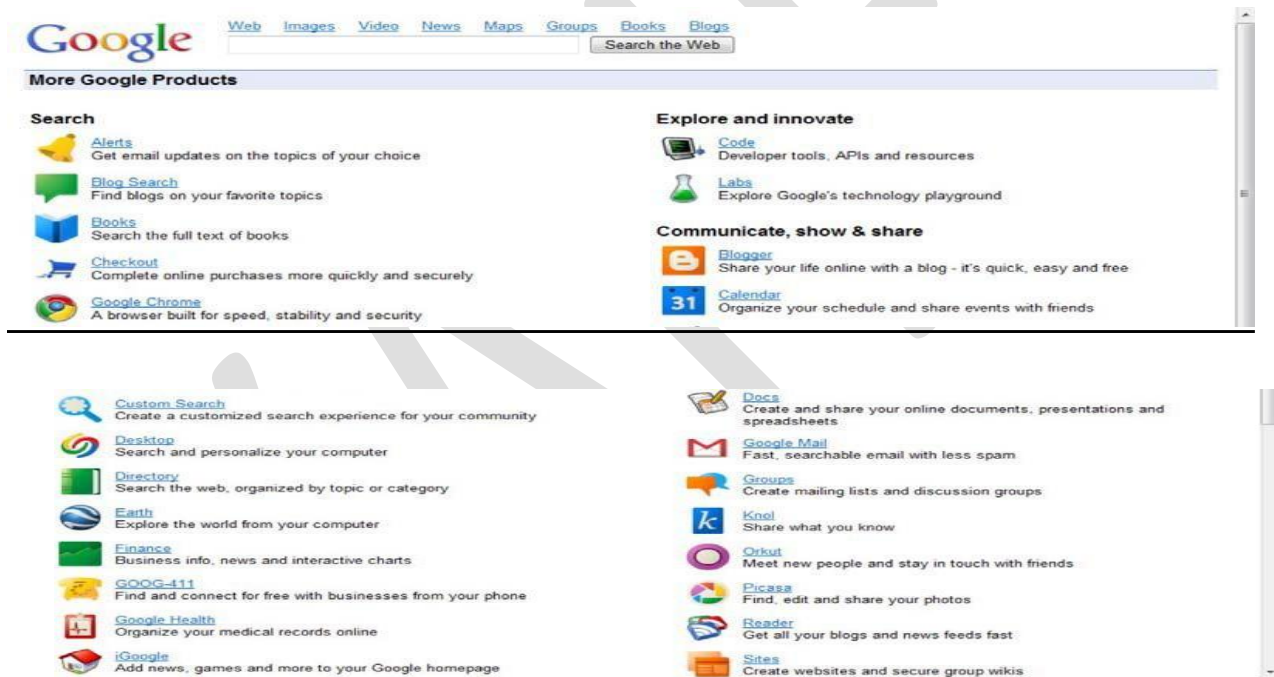 Google
Web Images Video News Maps Groups Books Blogs
Search the Web
More Google Products
Search
Alerts
Get email updates on the topics of your choice
Blog Search
Find blogs on your favorite topics
Books
Search the full text of books
Checkout
Complete online purchases more quickly and securely
Google Chrome
A browser built for speed, stability and security
Explore and innovate
Code
Developer tools, APIs and resources
Labs
Explore Google's technology playground
Communicate, show & share
Blogger
Share your life online with a blog - it's quick, easy and free
31
Calendar
Organize your schedule and share events with friends
Custom Search
Create a customized search experience for your community
Desktop
Search and personalize your computer
Directory
Search the web, organized by topic or category
Earth
Explore the world from your computer
Finance
Business info, news and interactive charts
GOOG-411
Find and connect for free with businesses from your phone
Google Health
Organize your medical records online
iGoogle
Add news, games and more to your Google homepage
Docs
Create and share your online documents, presentations and
spreadsheets
Google Mail
Fast, searchable email with less spam
Groups
Create mailing lists and discussion groups
k
Knol
Share what you know
Orkut
Meet new people and stay in touch with friends
Picasa
Find, edit and share your photos
Reader
Get all your blogs and news feeds fast
Sites
Create websites and secure group wikis